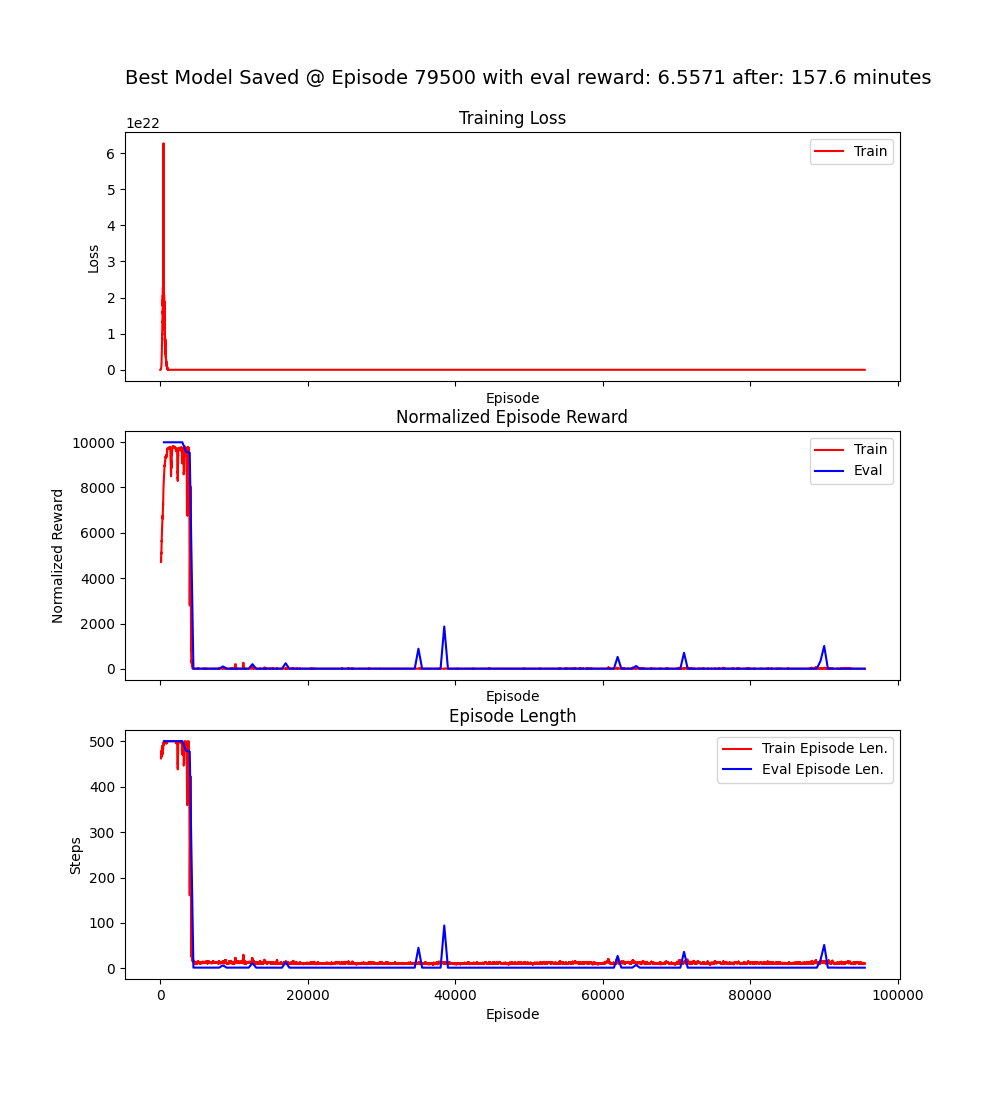 Best Model Saved @ Episode 79500 with eval reward: 6.5571 after: 157.6 minutes
Training Loss
1e22
6
5
4
3
2
1
0
Loss
Train
Episode
Normalized Episode Reward
10000
8000
6000
4000
2000
0
Normalized Reward
Train
Eval
Episode
Episode Length
500
400
300
200
100
0
Steps
Train Episode Len.
Eval Episode Len.
0 20000 40000 60000 80000 100000
Episode